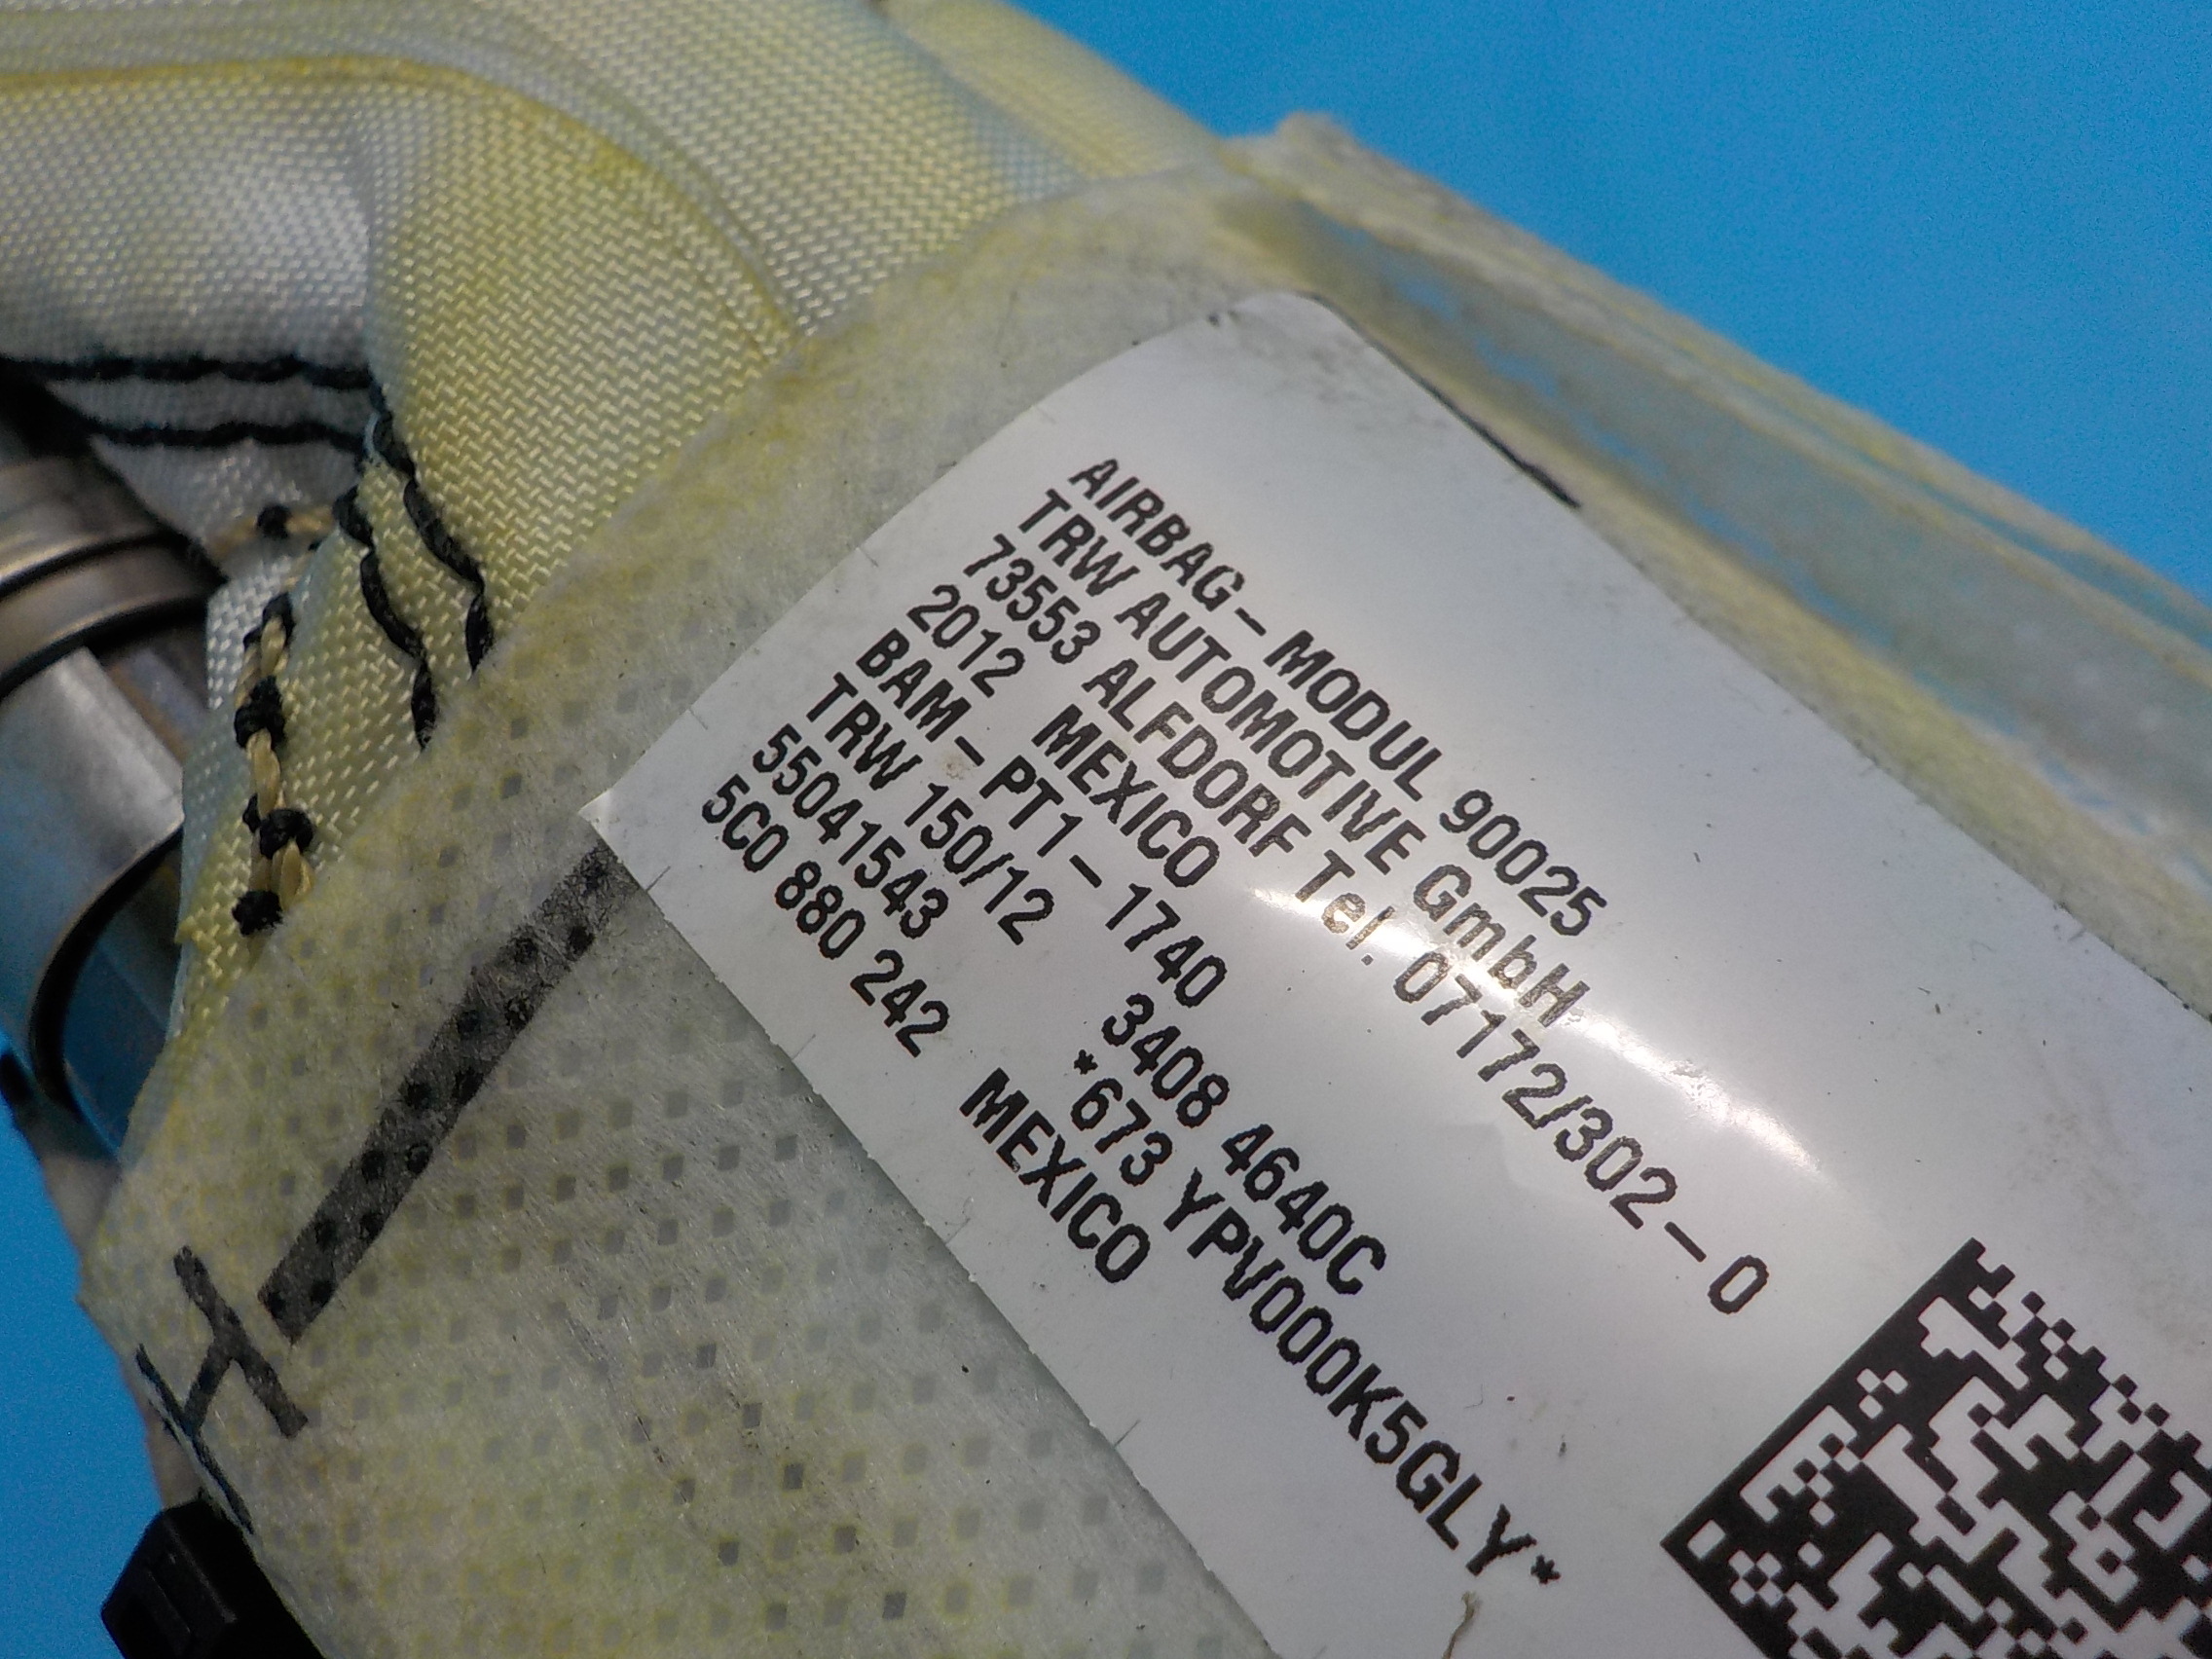 AIRBAG-MODUL 90025
TRW AUTOMOTIVE GmbH
73553 ALFDORF Tel. 07172/302-0
2012 MEXICO
BAM-PT1-1740
TRW 150/12 3408 4640C
55041543 *673 YPV000K5GLY*
5C0 880 242 MEXICO